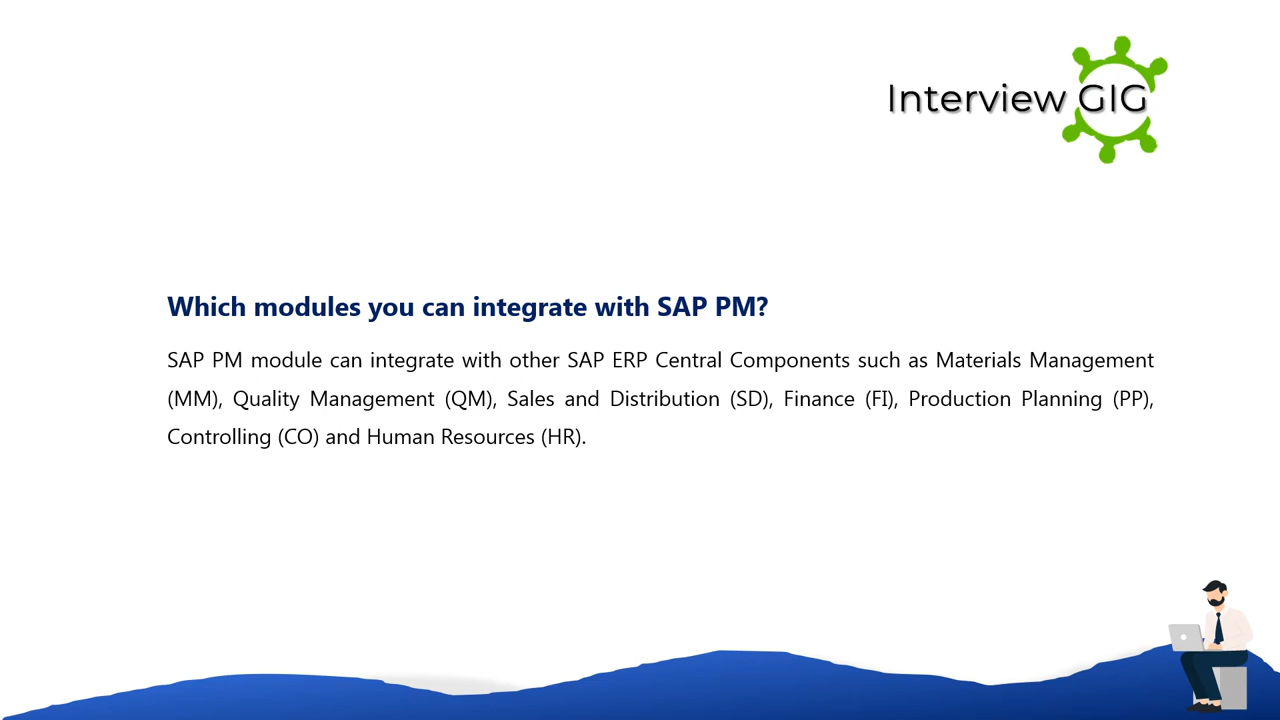 Interview GIG
Which modules you can integrate with SAP PM?
SAP PM module can integrate with other SAP ERP Central Components such as Materials Management
(MM), Quality Management (QM), Sales and Distribution (SD), Finance (FI), Production Planning (PP),
Controlling (CO) and Human Resources (HR).